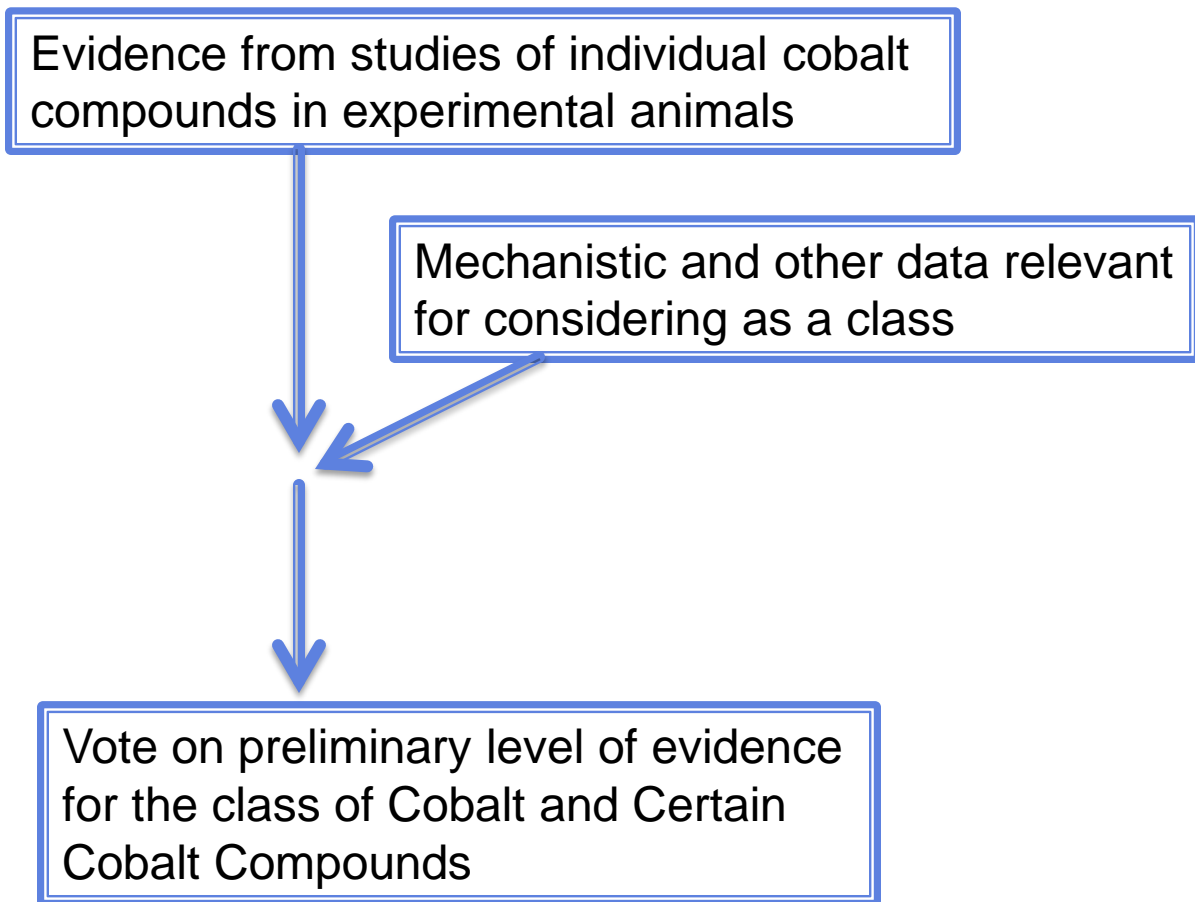 Evidence from studies of individual cobalt
compounds in experimental animals
Mechanistic and other data relevant
for considering as a class
Vote on preliminary level of evidence
for the class of Cobalt and Certain
Cobalt Compounds